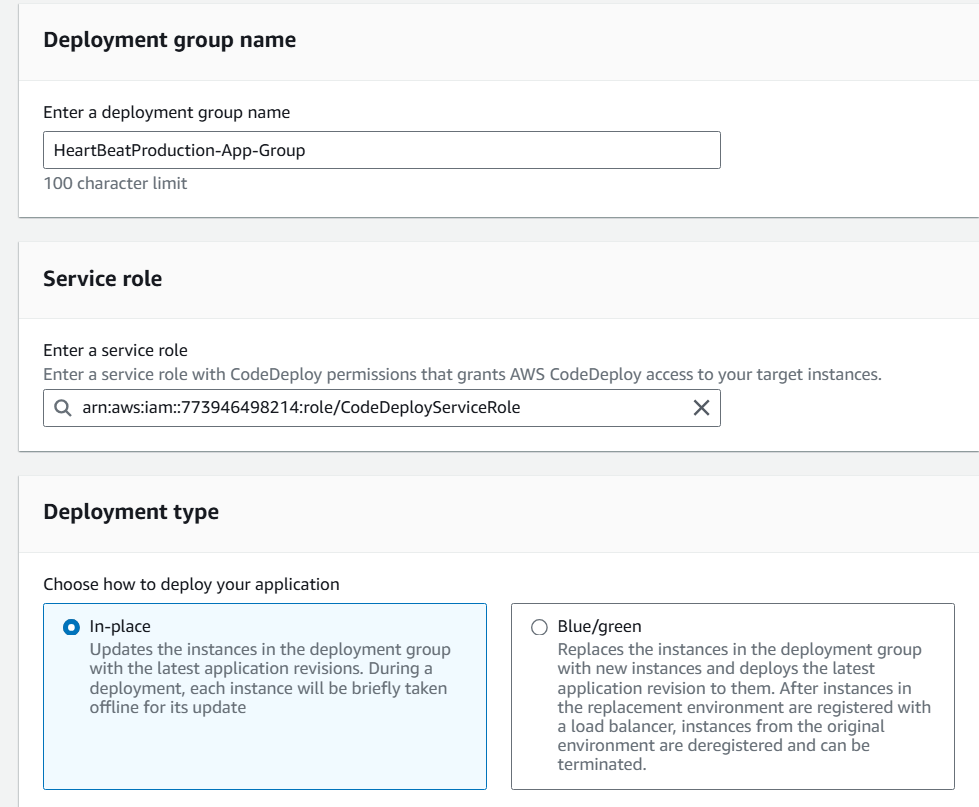 Deployment group name
Enter a deployment group name
HeartBeatProduction-App-Group
100 character limit
Service role
Enter a service role
Enter a service role with CodeDeploy permissions that grants AWS CodeDeploy access to your target instances.
arn:aws:iam::773946498214:role/CodeDeployServiceRole
Deployment type
Choose how to deploy your application
In-place
Updates the instances in the deployment group
with the latest application revisions. During a
deployment, each instance will be briefly taken
offline for its update
Blue/green
Replaces the instances in the deployment group
with new instances and deploys the latest
application revision to them. After instances in
the replacement environment are registered with
a load balancer, instances from the original
environment are deregistered and can be
terminated.